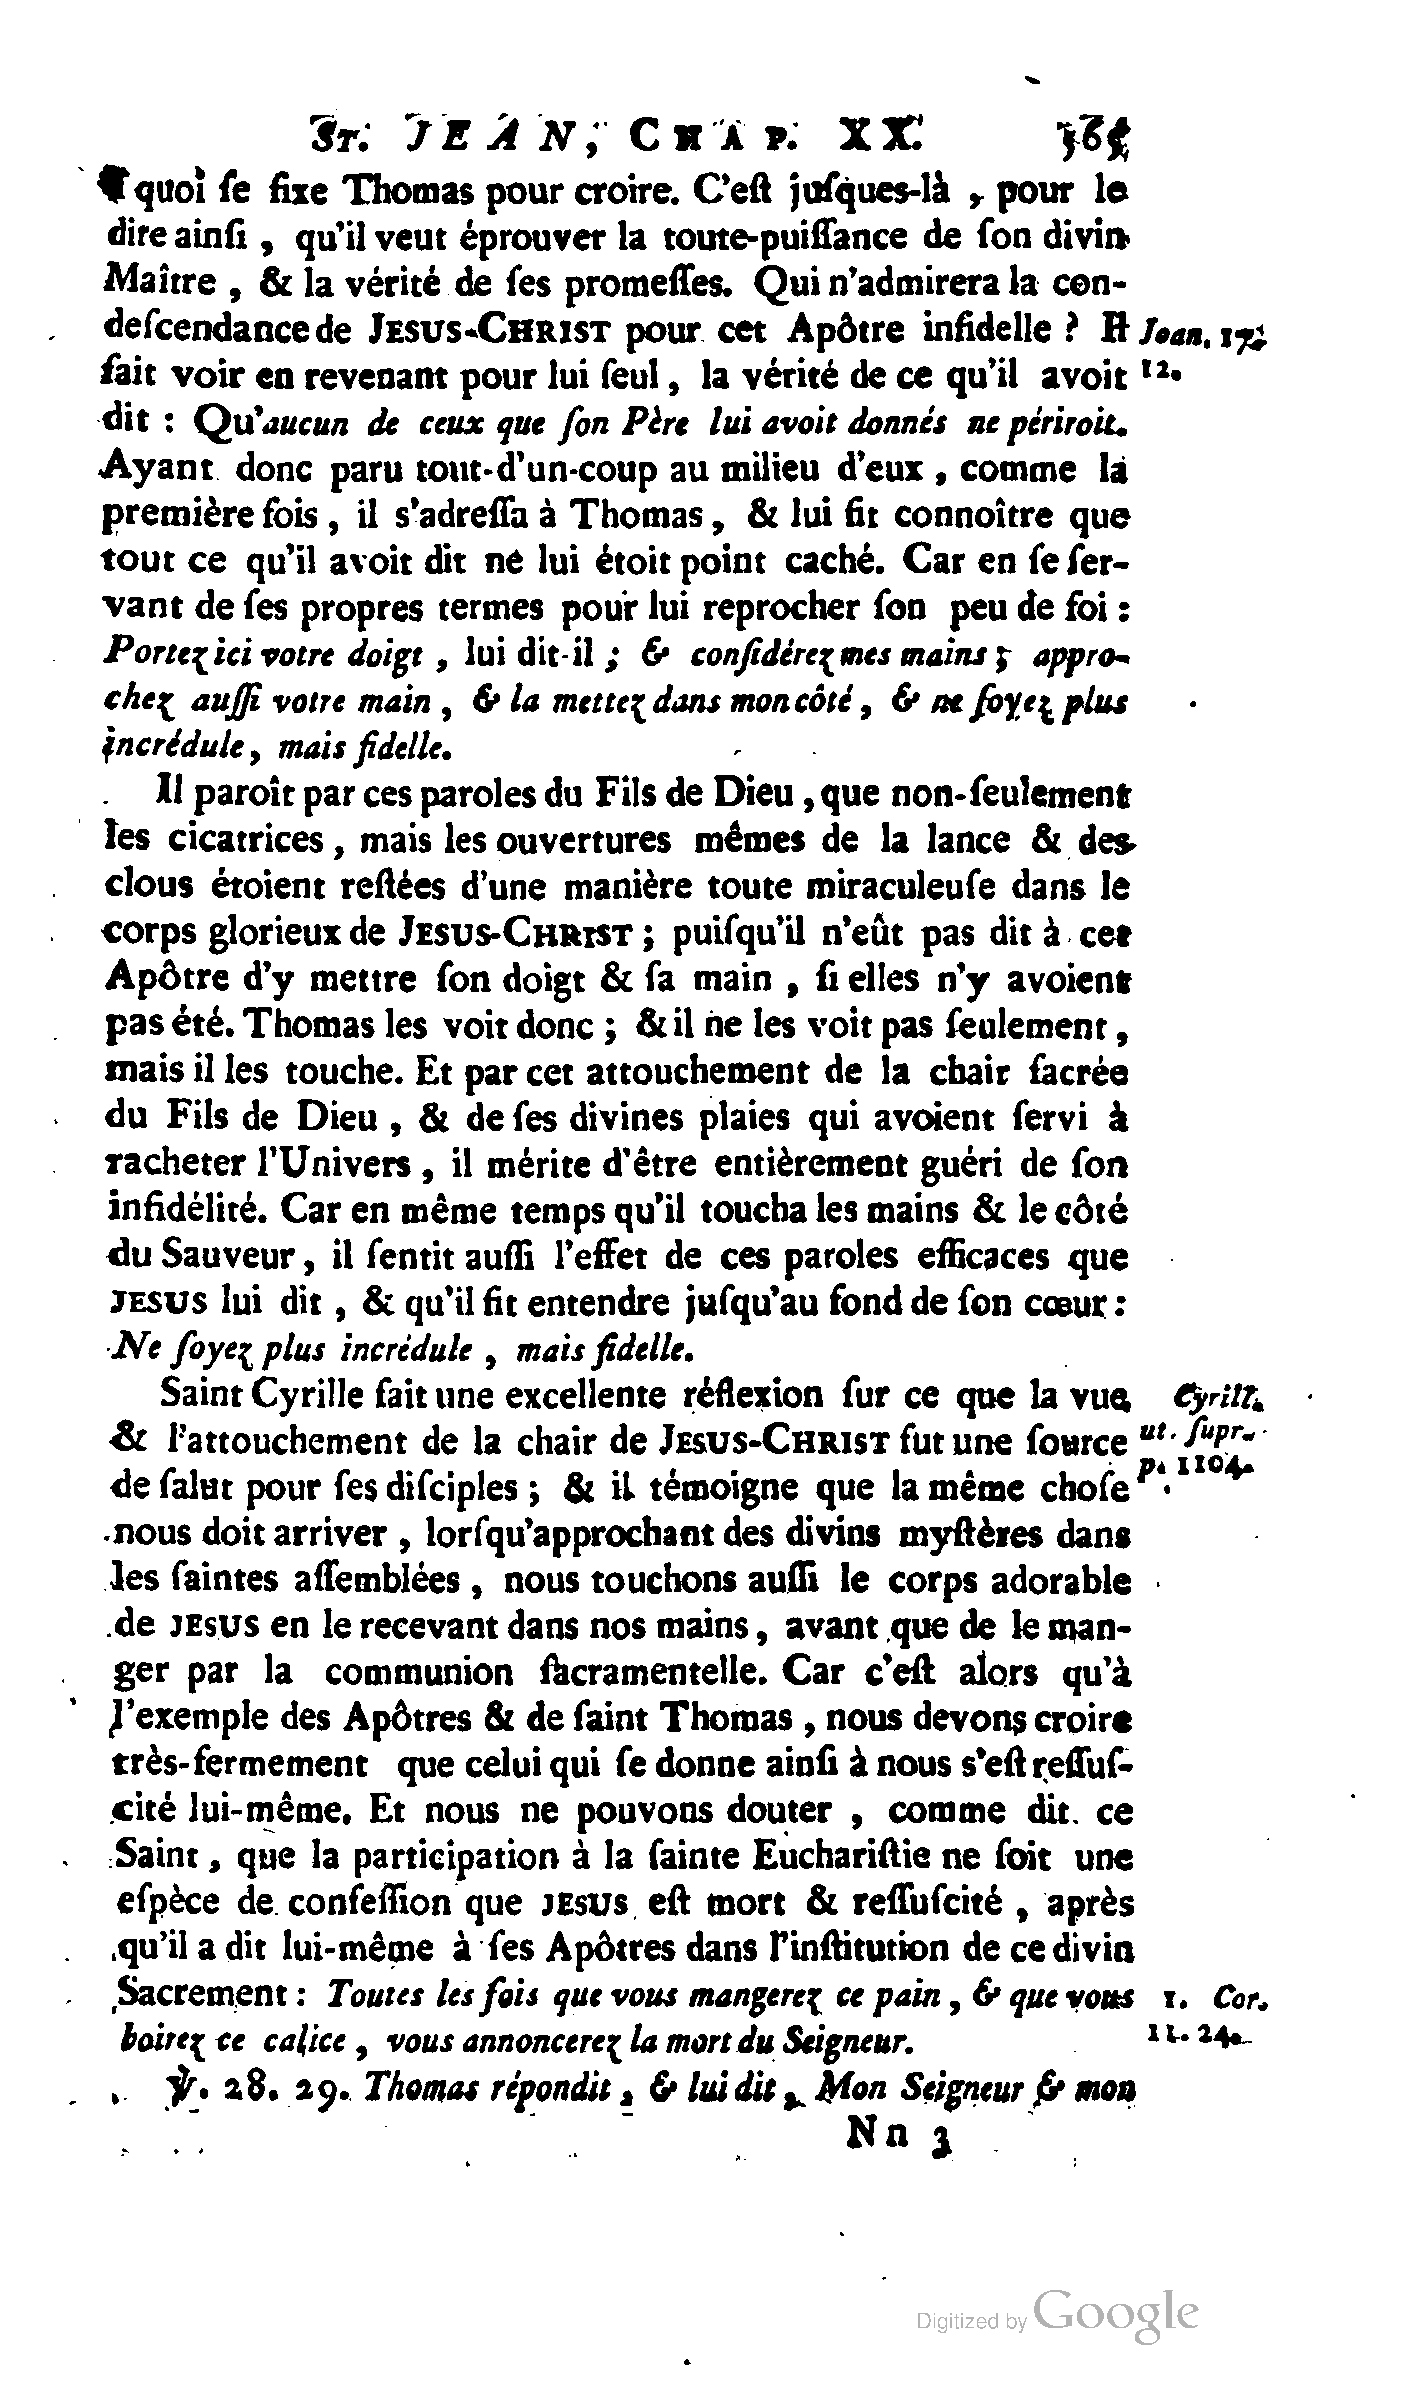 St. JEAN, CHAP. XX. 565
quoi ſe fixe Thomas pour croire. C'eſt juſques-là, pour le
dire ainſi, qu'il veut éprouver la toute-puiſſance de ſon divin
Maître, & la vérité de ſes promeſſes. Qui n'admirera la con-
deſcendance de JESUS-CHRIST pour cet Apôtre infidelle ? Il
Joan. 17.
fait voir en revenant pour lui ſeul, la vérité de ce qu'il avoit
12.
dit : Qu'aucun de ceux que ſon Père lui avoit donnés ne périroit.
Ayant donc paru tout-d'un-coup au milieu d'eux, comme la
première fois, il s'adreſſa à Thomas, & lui fit connoître que
tout ce qu'il avoit dit ne lui étoit point caché. Car en ſe ſer-
vant de ſes propres termes pour lui reprocher ſon peu de foi :
Portez ici votre doigt, lui dit-il ; & conſidérez mes mains ; appro-
chez auſſi votre main, & la mettez dans mon côté, & ne ſoyez plus
incrédule, mais fidelle.
Il paroît par ces paroles du Fils de Dieu, que non-ſeulement
les cicatrices, mais les ouvertures mêmes de la lance & des
clous étoient reſtées d'une manière toute miraculeuſe dans le
corps glorieux de JESUS-CHRIST ; puiſqu'il n'eût pas dit à cet
Apôtre d'y mettre ſon doigt & ſa main, ſi elles n'y avoient
pas été. Thomas les voit donc ; & il ne les voit pas ſeulement,
mais il les touche. Et par cet attouchement de la chair ſacrée
du Fils de Dieu, & de ſes divines plaies qui avoient ſervi à
racheter l'Univers, il mérite d'être entièrement guéri de ſon
infidélité. Car en même temps qu'il toucha les mains & le côté
du Sauveur, il ſentit auſſi l'effet de ces paroles efficaces que
JESUS lui dit, & qu'il fit entendre juſqu'au fond de ſon cœur :
Ne ſoyez plus incrédule, mais fidelle.
Saint Cyrille fait une excellente réflexion ſur ce que la vue
Cyrill.
& l'attouchement de la chair de JESUS-CHRIST fut une ſource
ut. ſupr.
de ſalut pour ſes diſciples ; & il témoigne que la même choſe
p. 1104.
nous doit arriver, lorſqu'approchant des divins myſtères dans
les ſaintes aſſemblées, nous touchons auſſi le corps adorable
de JESUS en le recevant dans nos mains, avant que de le man-
ger par la communion ſacramentelle. Car c'eſt alors qu'à
l'exemple des Apôtres & de ſaint Thomas, nous devons croire
très-fermement que celui qui ſe donne ainſi à nous s'eſt reſſuſ-
cité lui-même. Et nous ne pouvons douter, comme dit ce
Saint, que la participation à la ſainte Euchariſtie ne ſoit une
eſpèce de confeſſion que JESUS eſt mort & reſſuſcité, après
qu'il a dit lui-même à ſes Apôtres dans l'inſtitution de ce divin
Sacrement : Toutes les fois que vous mangerez ce pain, & que vous
1. Cor.
boirez ce calice, vous annoncerez la mort du Seigneur.
11. 24.
℣. 28. 29. Thomas répondit, & lui dit, Mon Seigneur & mon
Nn 3
Digitized by Google